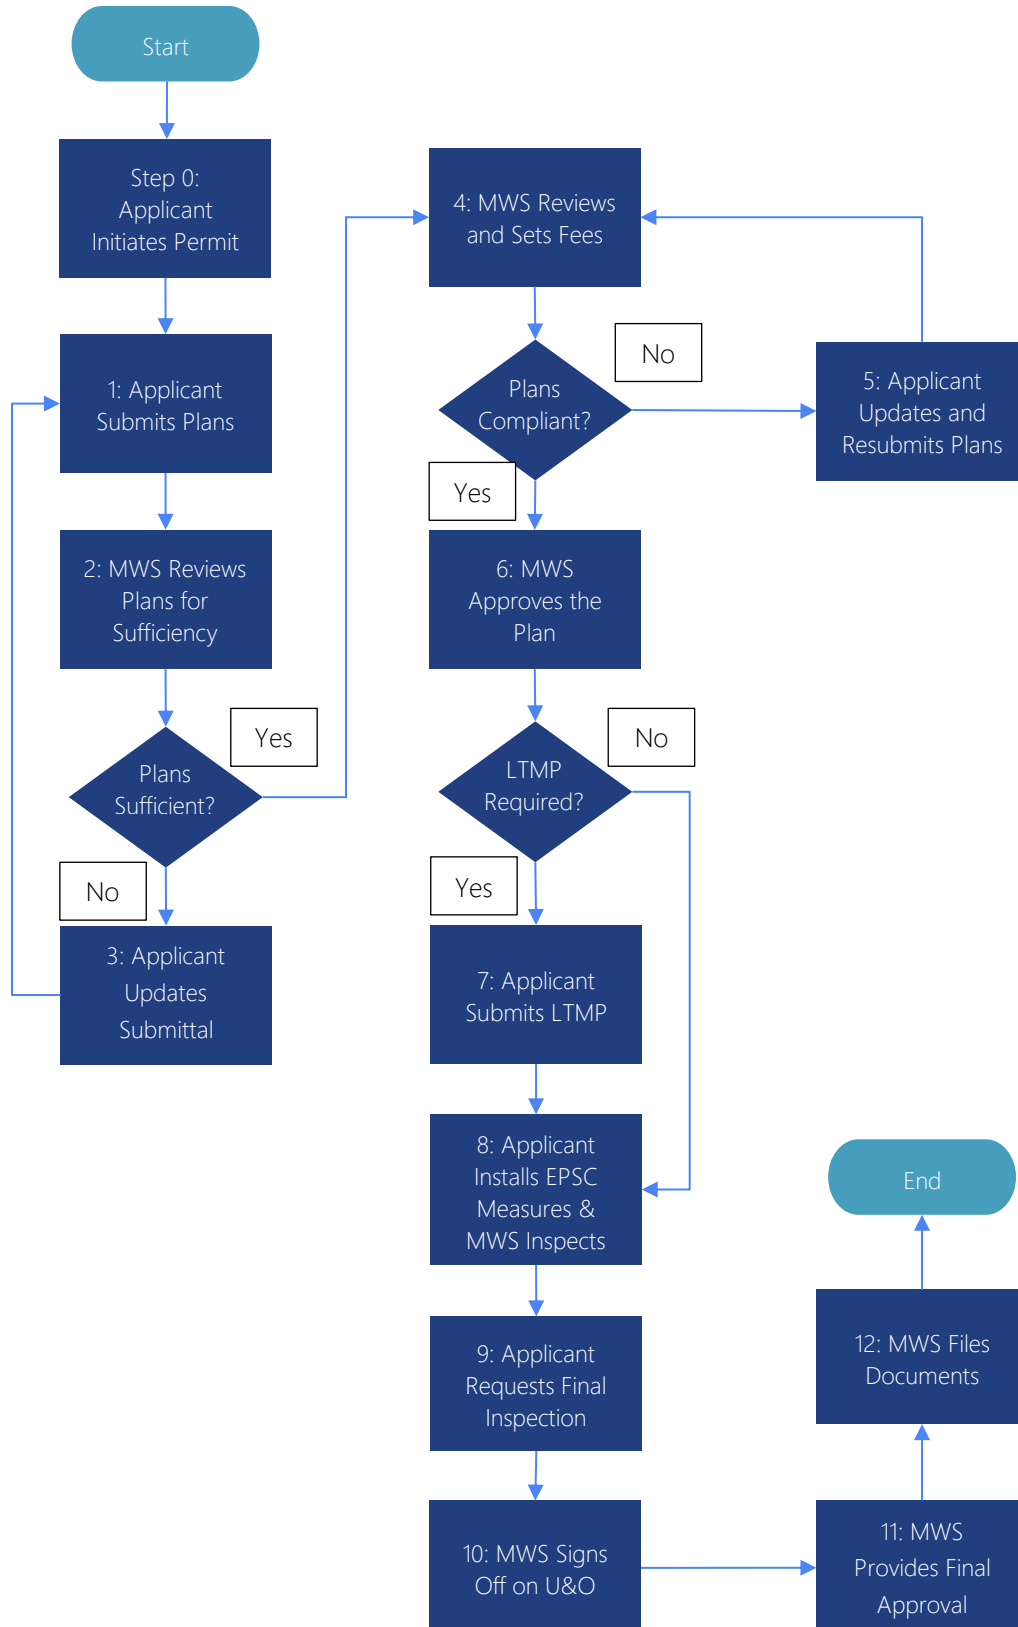 Start
Step 0:
Applicant
Initiates Permit
1: Applicant
Submits Plans
2: MWS Reviews
Plans for
Sufficiency
Yes
Plans
Sufficient?
No
3: Applicant
Updates
Submittal
4: MWS Reviews
and Sets Fees
No
Plans
Compliant?
5: Applicant
Updates and
Resubmits Plans
Yes
6: MWS
Approves the
Plan
No
LTMP
Required?
Yes
7: Applicant
Submits LTMP
8: Applicant
Installs EPSC
Measures &
MWS Inspects
9: Applicant
Requests Final
Inspection
10: MWS Signs
Off on U&O
11: MWS
Provides Final
Approval
12: MWS Files
Documents
End